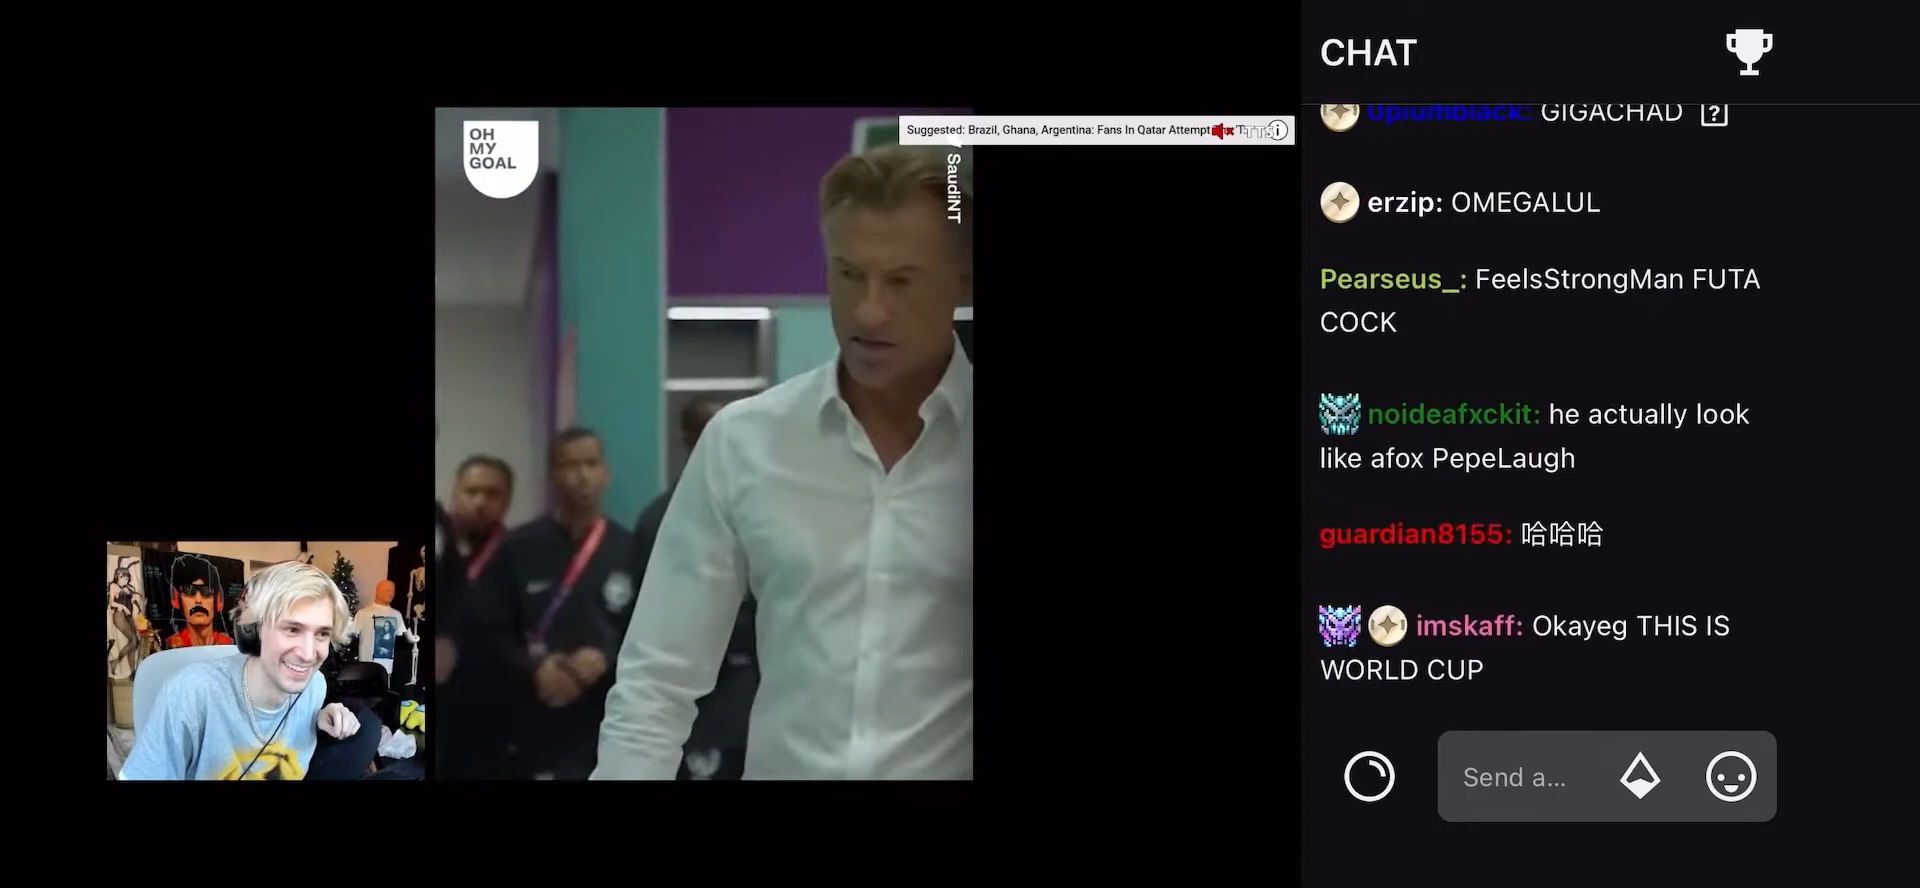 OH
MY
GOAL
Suggested: Brazil, Ghana, Argentina: Fans In Qatar Attempt
TTS
SaudiNT
CHAT
GIGACHAD
erzip: OMEGALUL
Pearseus_: FeelsStrongMan FUTA
COCK
noideafxckit: he actually look
like afox PepeLaugh
guardian8155: 哈哈哈
imskaff: Okayeg THIS IS
WORLD CUP
Send a...